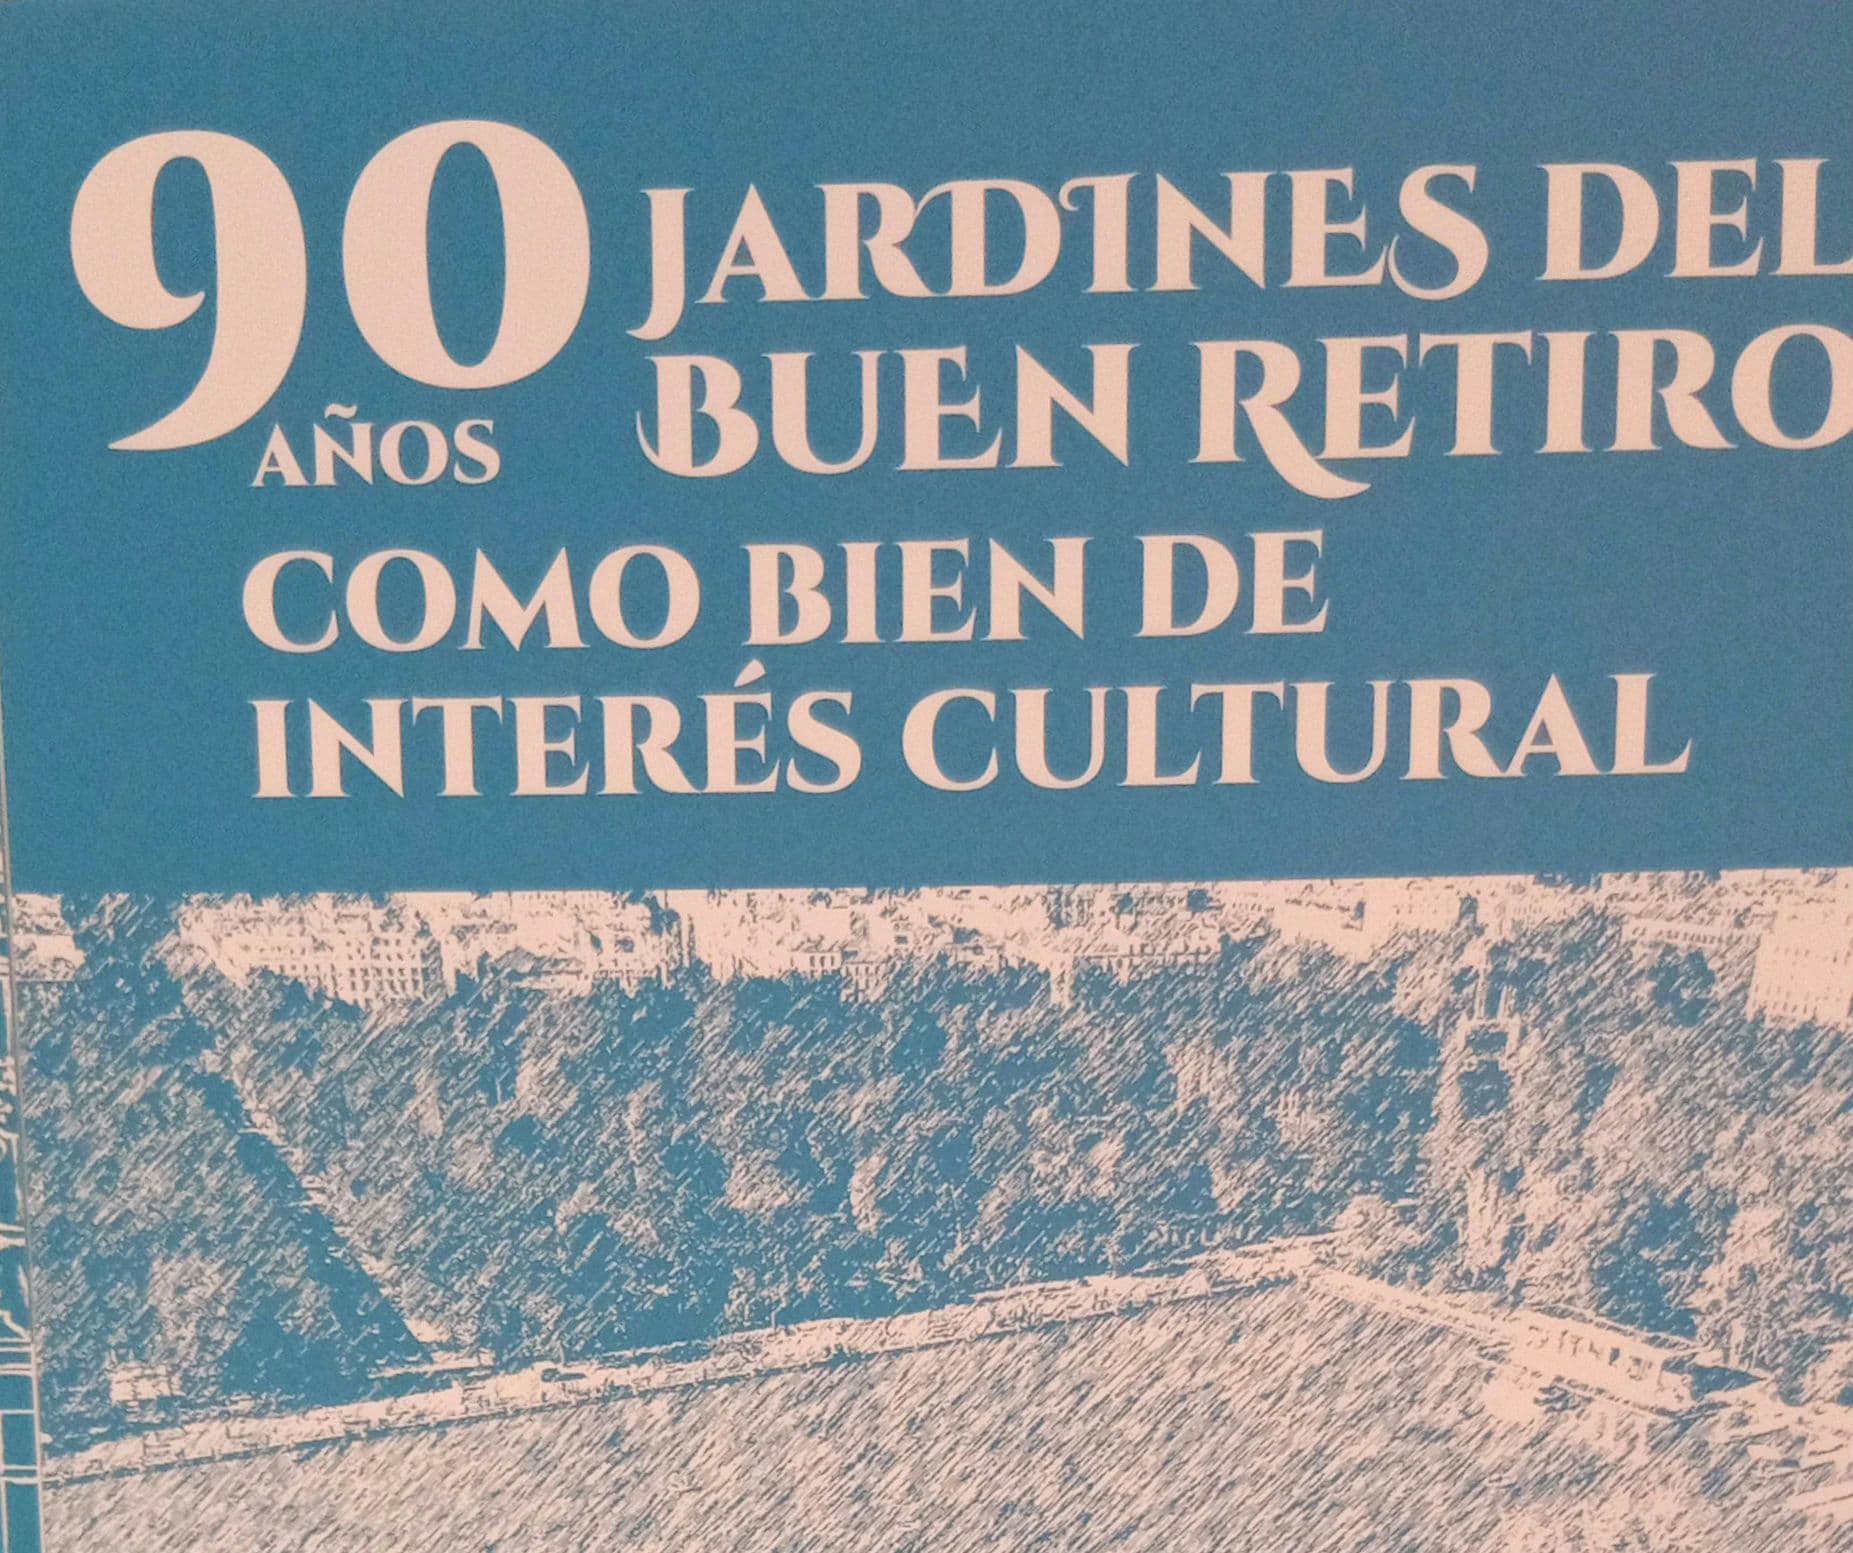 90 JARDINES DEL
AÑOS BUEN RETIRO
COMO BIEN DE
INTERÉS CULTURAL